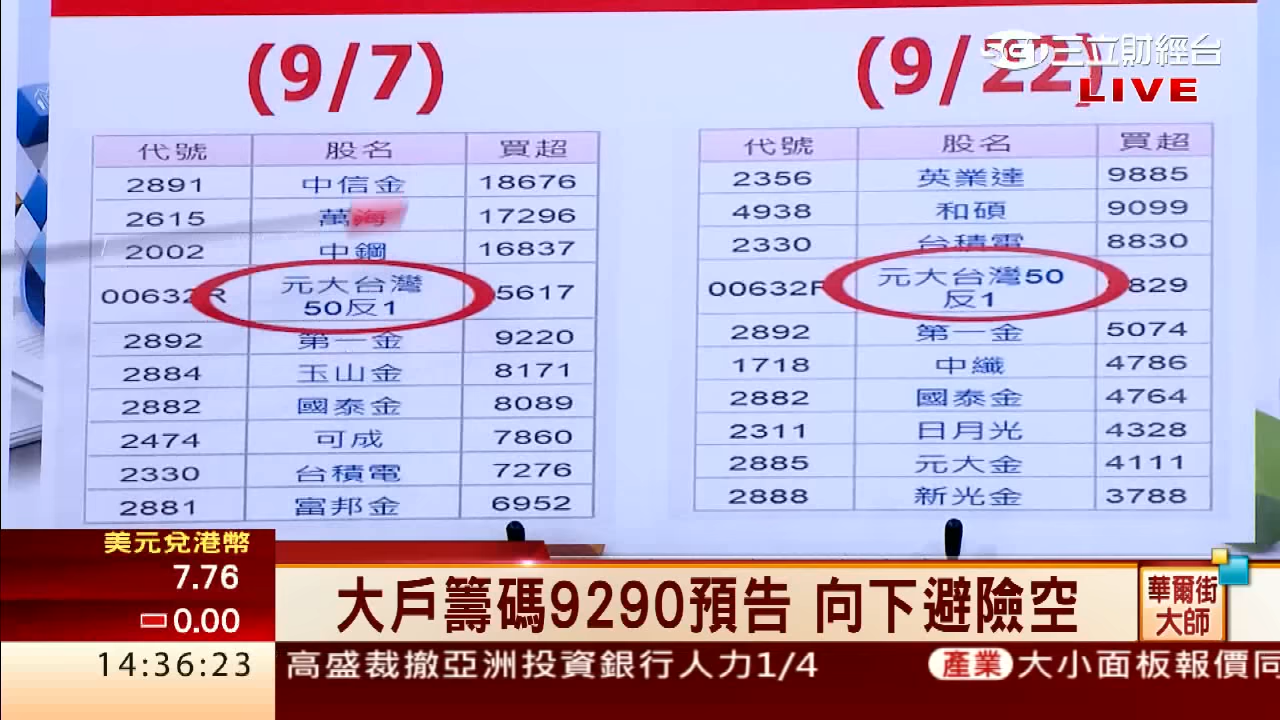 (9/7)
代號 股名 買超
2891 中信金 18676
2615 萬海 17296
2002 中鋼 16837
00632R 元大台灣 5617
50反1
2892 第一金 9220
2884 玉山金 8171
2882 國泰金 8089
2474 可成 7860
2330 台積電 7276
2881 富邦金 6952
(9/22)
代號 股名 買超
2356 英業達 9885
4938 和碩 9099
2330 台積電 8830
00632R 元大台灣50 829
反1
2892 第一金 5074
1718 中纖 4786
2882 國泰金 4764
2311 日月光 4328
2885 元大金 4111
2888 新光金 3788
三立財經台
LIVE
美元兌港幣
7.76
0.00
14:36:23
大戶籌碼9290預告 向下避險空
華爾街
大師
高盛裁撤亞洲投資銀行人力1/4 產業 大小面板報價同